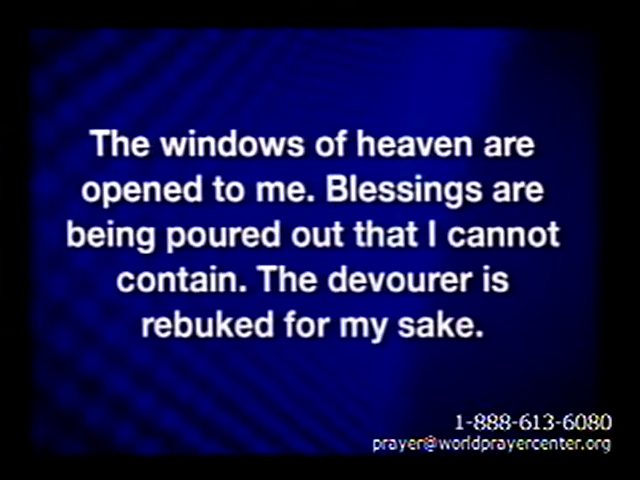 The windows of heaven are
opened to me. Blessings are
being poured out that I cannot
contain. The devourer is
rebuked for my sake.
1-888-613-6080
prayer@worldprayercenter.org